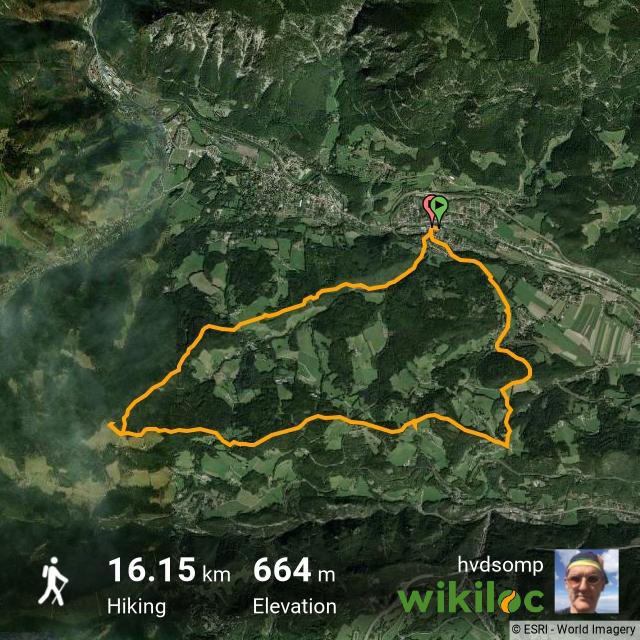 16.15 km
Hiking
664 m
Elevation
hvdsomp
wikiloc
© ESRI - World Imagery